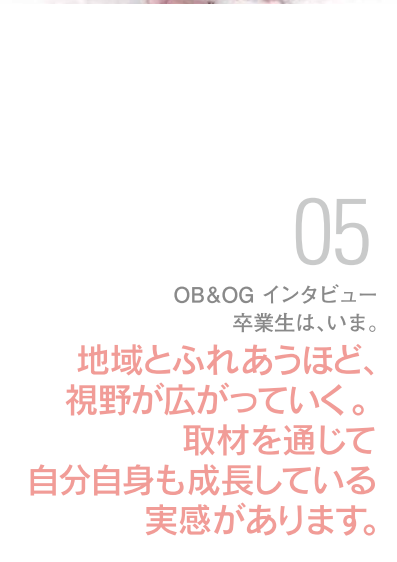 05
OB&OG インタビュー
卒業生は、いま。
地域とふれあうほど、
視野が広がっていく。
取材を通じて
自分自身も成長している
実感があります。